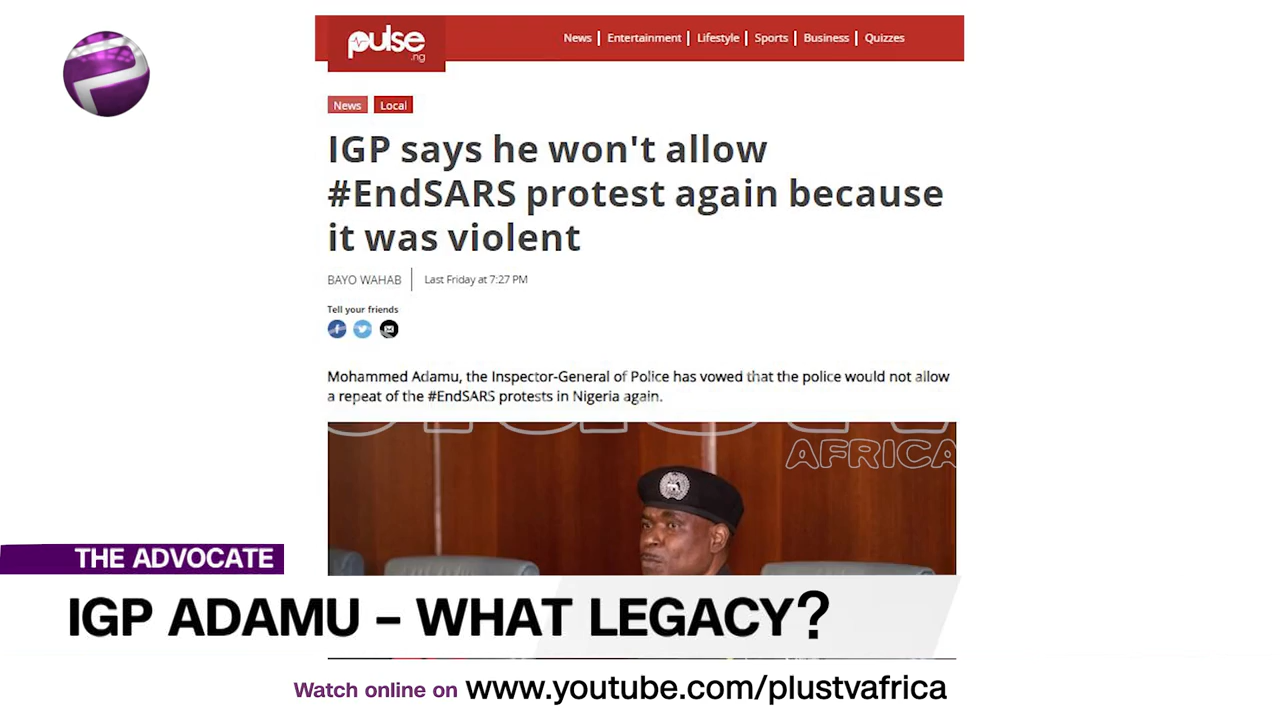 pulse
.ng
News | Entertainment | Lifestyle | Sports | Business | Quizzes
News Local
IGP says he won't allow
#EndSARS protest again because
it was violent
BAYO WAHAB | Last Friday at 7:27 PM
Tell your friends
Mohammed Adamu, the Inspector-General of Police has vowed that the police would not allow
a repeat of the #EndSARS protests in Nigeria again.
AFRICA
THE ADVOCATE
IGP ADAMU – WHAT LEGACY?
Watch online on www.youtube.com/plustvafrica